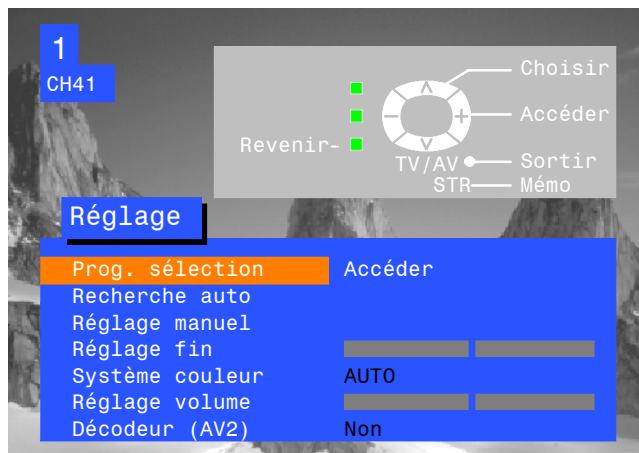 1
CH41
Choisir
Accéder
Revenir-
TV/AV
Sortir
STR
Mémo
Réglage
Prog. sélection Accéder
Recherche auto
Réglage manuel
Réglage fin
Système couleur AUTO
Réglage volume
Décodeur (AV2) Non